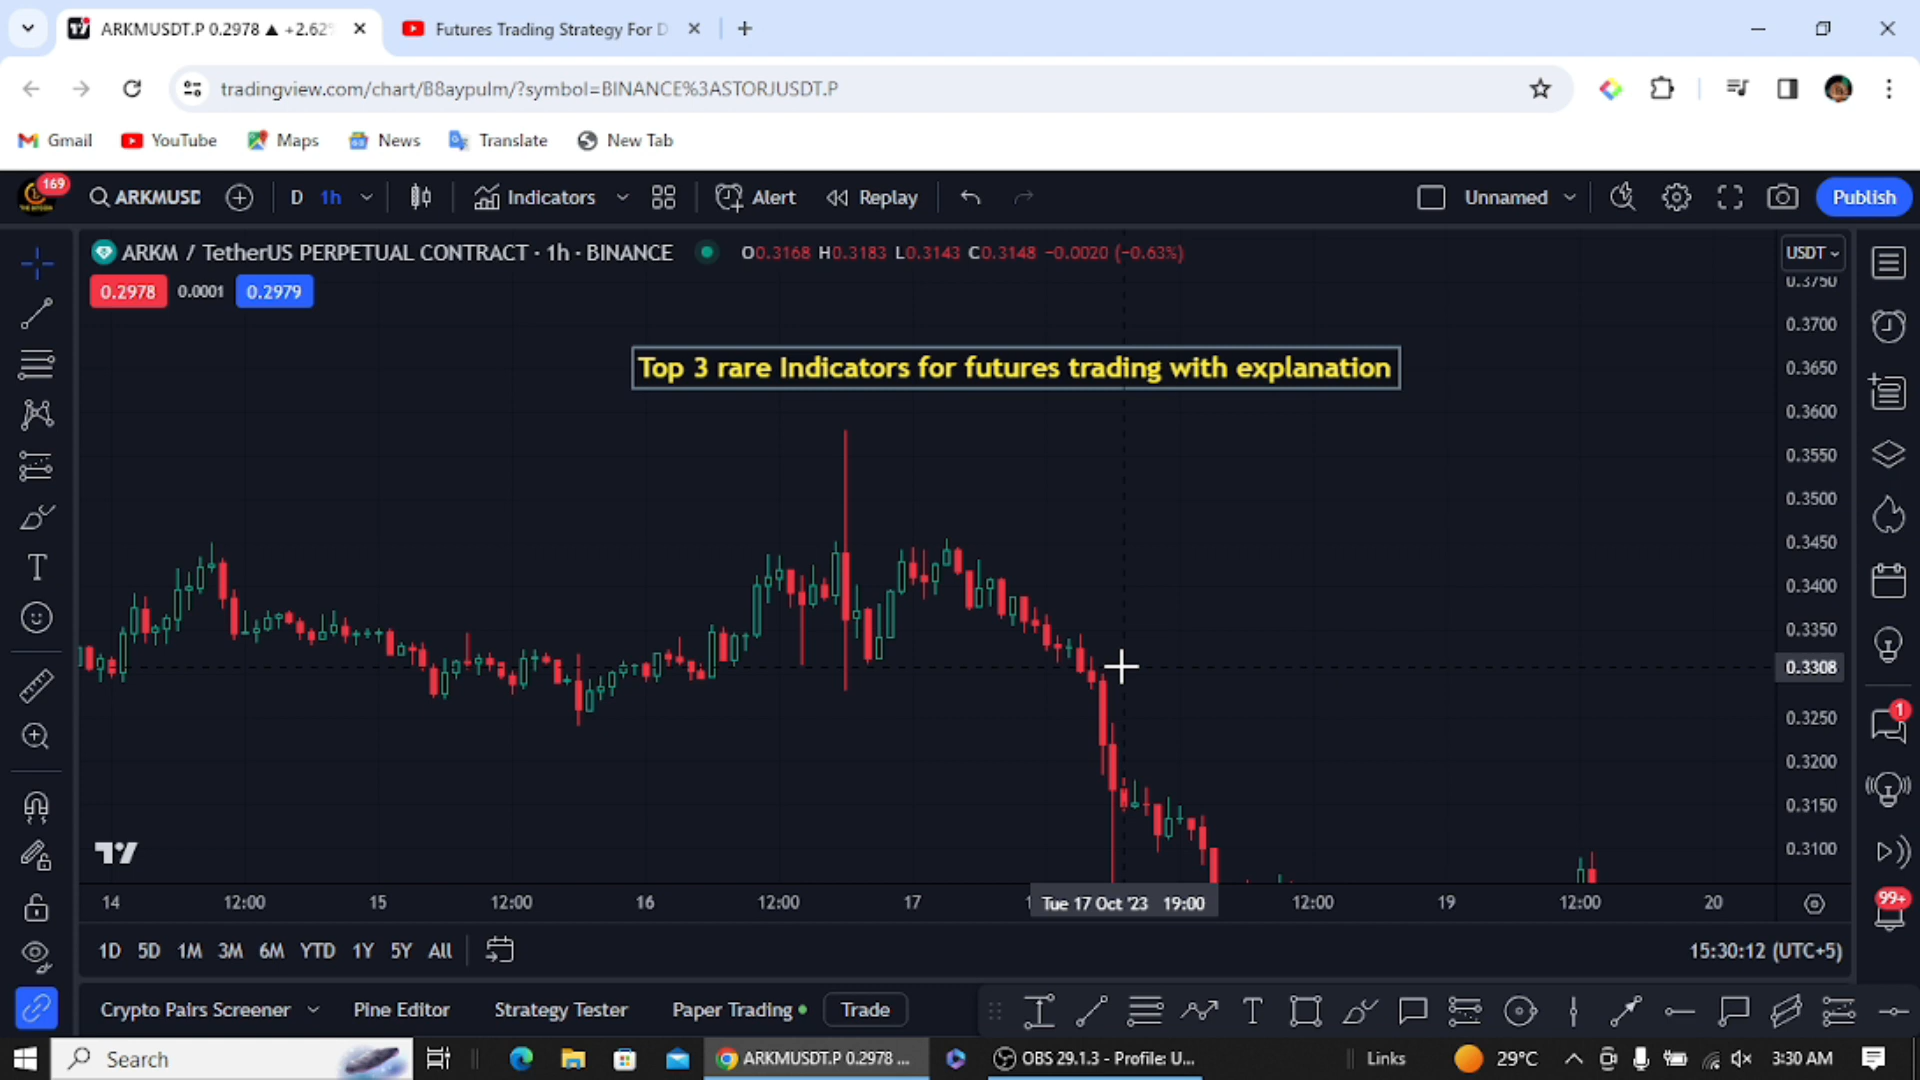 ARKMUSDT.P 0.2978 ▲ +2.62%
Futures Trading Strategy For D
tradingview.com/chart/B8aypulm/?symbol=BINANCE%3ASTORJUSDT.P
Gmail YouTube Maps News Translate New Tab
169
ARKMUSD D 1h Indicators Alert Replay Unnamed Publish
ARKM / TetherUS PERPETUAL CONTRACT · 1h · BINANCE O0.3168 H0.3183 L0.3143 C0.3148 −0.0020 (−0.63%) USDT
0.2978 0.0001 0.2979
0.3750
0.3700
Top 3 rare Indicators for futures trading with explanation
0.3650
0.3600
0.3550
0.3500
0.3450
0.3400
0.3350
0.3308
0.3250
1
0.3200
0.3150
0.3100
99+
14 12:00 15 12:00 16 12:00 17 Tue 17 Oct '23 19:00 12:00 19 12:00 20
1D 5D 1M 3M 6M YTD 1Y 5Y All 15:30:12 (UTC+5)
Crypto Pairs Screener Pine Editor Strategy Tester Paper Trading Trade
Search ARKMUSDT.P 0.2978 ... OBS 29.1.3 - Profile: U... Links 29°C 3:30 AM